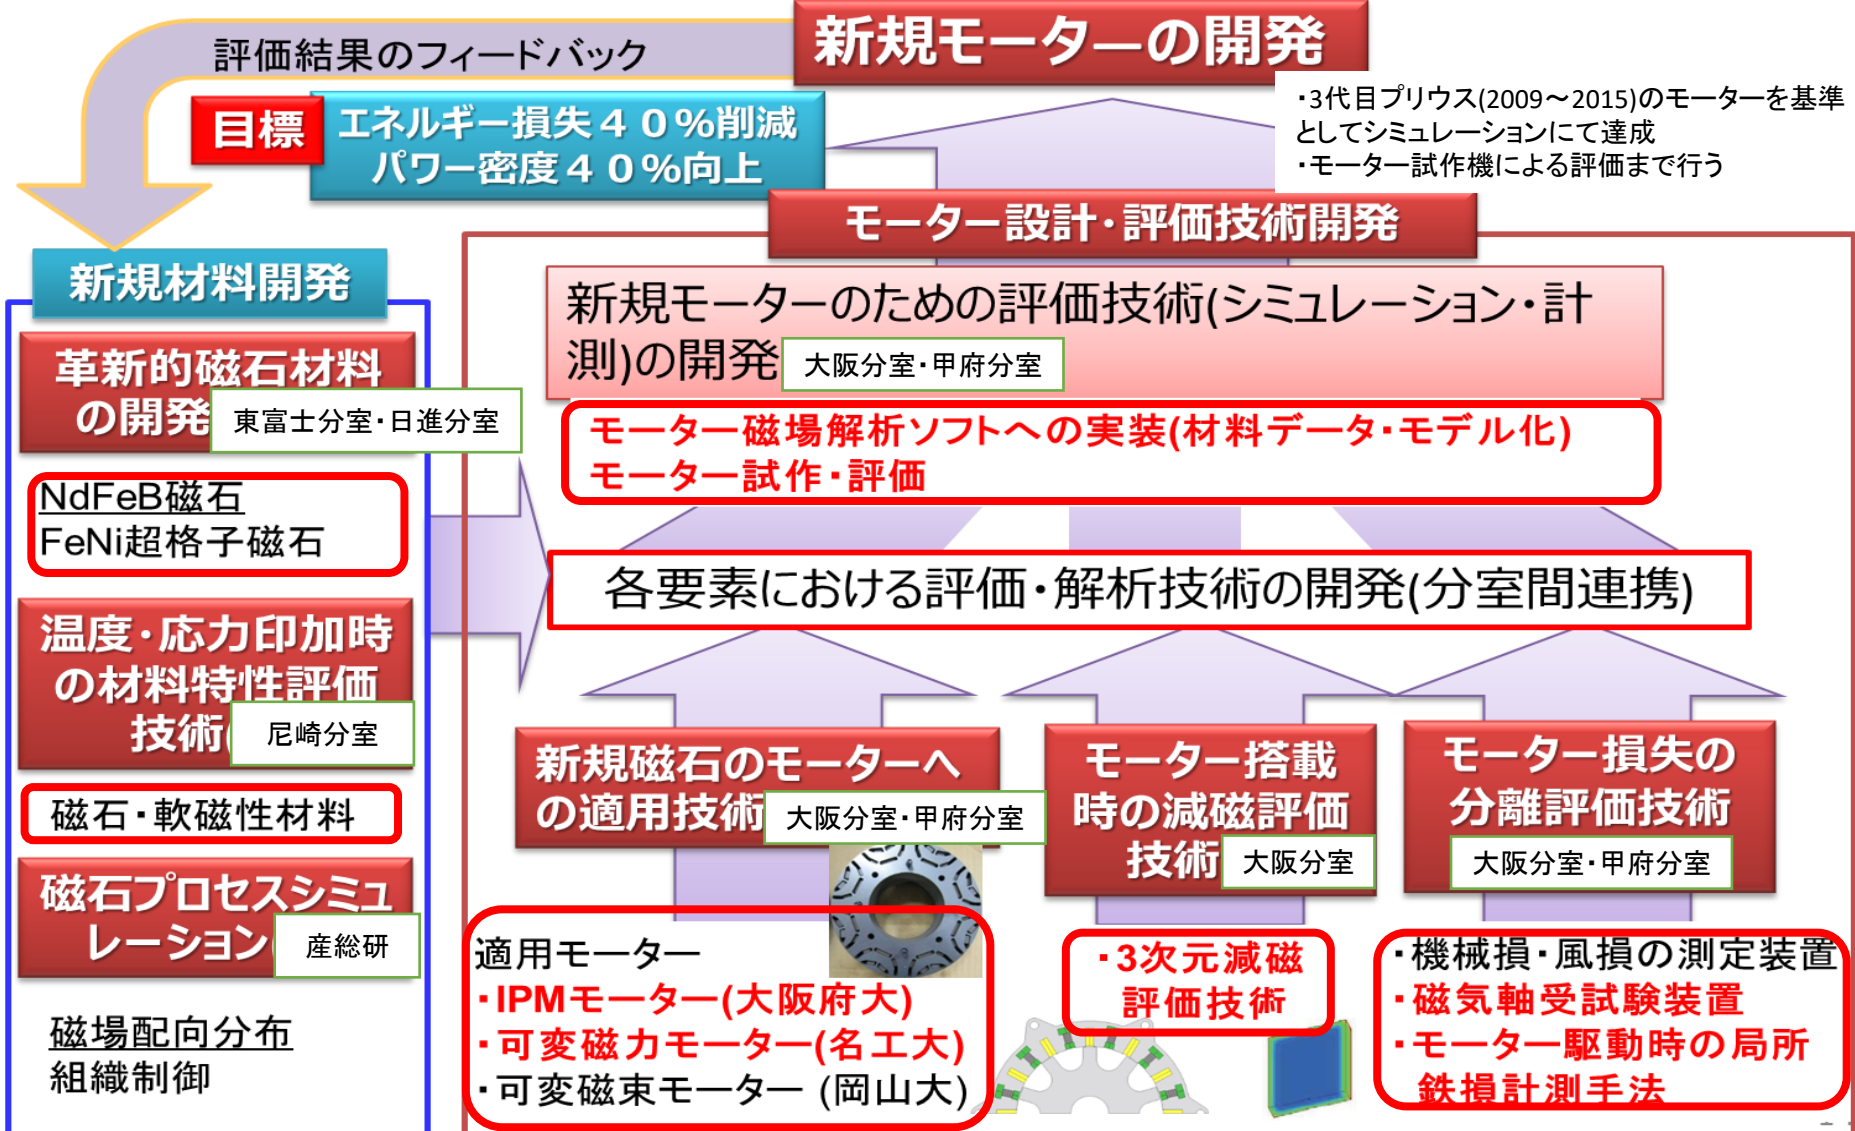 新規モーターの開発
評価結果のフィードバック
目標
エネルギー損失４０％削減
パワー密度４０％向上
・3代目プリウス(2009～2015)のモーターを基準
としてシミュレーションにて達成
・モーター試作機による評価まで行う
モーター設計・評価技術開発
新規材料開発
革新的磁石材料
の開発
東富士分室・日進分室
NdFeB磁石
FeNi超格子磁石
温度・応力印加時
の材料特性評価
技術(
尼崎分室
磁石・軟磁性材料
磁石プロセスシミュ
レーション(
産総研
磁場配向分布
組織制御
新規モーターのための評価技術(シミュレーション・計
測)の開発
大阪分室・甲府分室
モーター磁場解析ソフトへの実装(材料データ・モデル化)
モーター試作・評価
各要素における評価・解析技術の開発(分室間連携)
新規磁石のモーターへ
の適用技術
大阪分室・甲府分室
適用モーター
・IPMモーター(大阪府大)
・可変磁力モーター(名工大)
・可変磁束モーター (岡山大)
モーター搭載
時の減磁評価
技術
大阪分室
・3次元減磁
評価技術
モーター損失の
分離評価技術
大阪分室・甲府分室
・機械損・風損の測定装置
・磁気軸受試験装置
・モーター駆動時の局所
鉄損計測手法